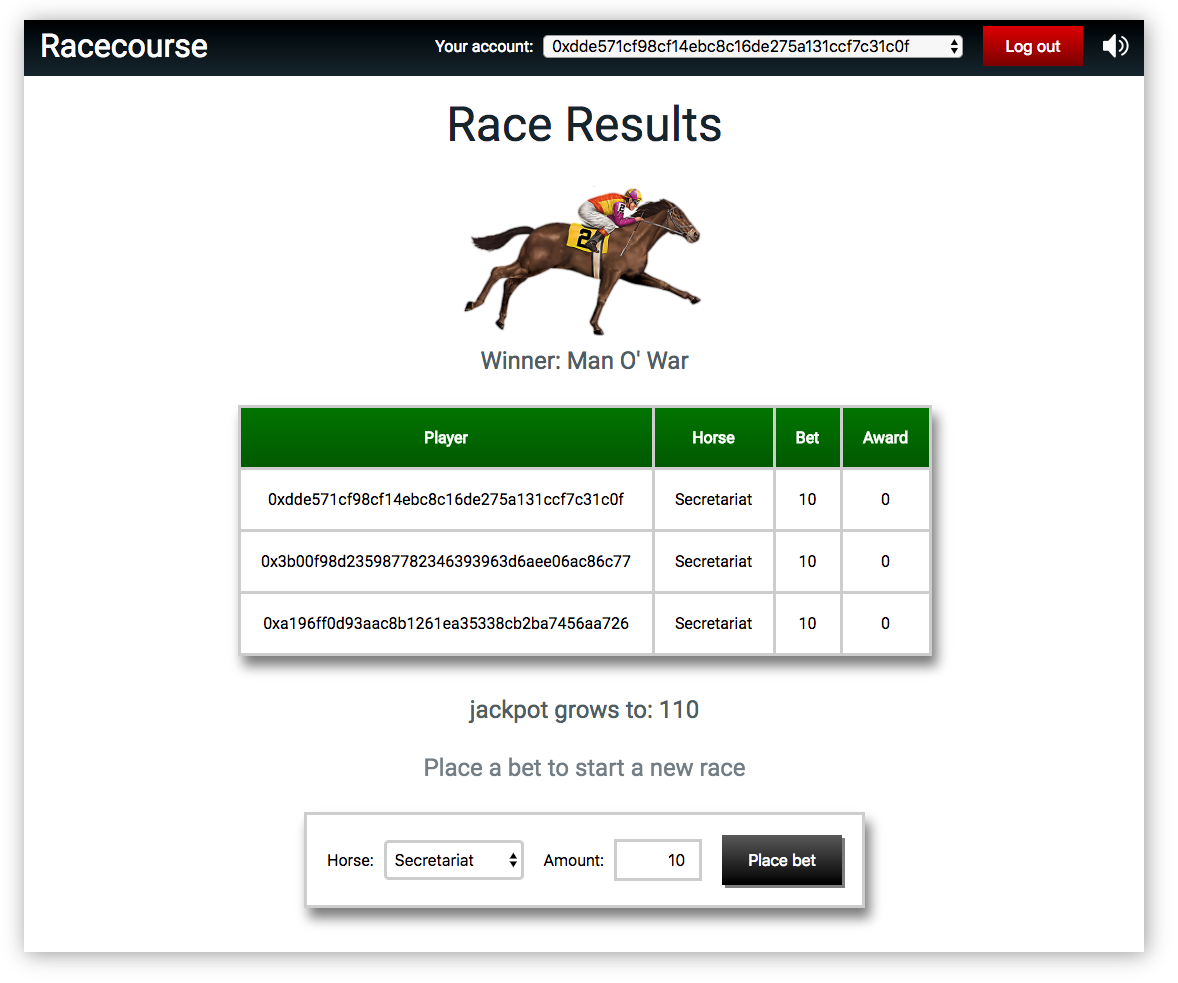 Racecourse Your account: 0xdde571cf98cf14ebc8c16de275a131ccf7c31c0f Log out
Race Results
2
2
Winner: Man O' War
Player Horse Bet Award
0xdde571cf98cf14ebc8c16de275a131ccf7c31c0f Secretariat 10 0
0x3b00f98d235987782346393963d6aee06ac86c77 Secretariat 10 0
0xa196ff0d93aac8b1261ea35338cb2ba7456aa726 Secretariat 10 0
jackpot grows to: 110
Place a bet to start a new race
Horse: Secretariat Amount: 10 Place bet